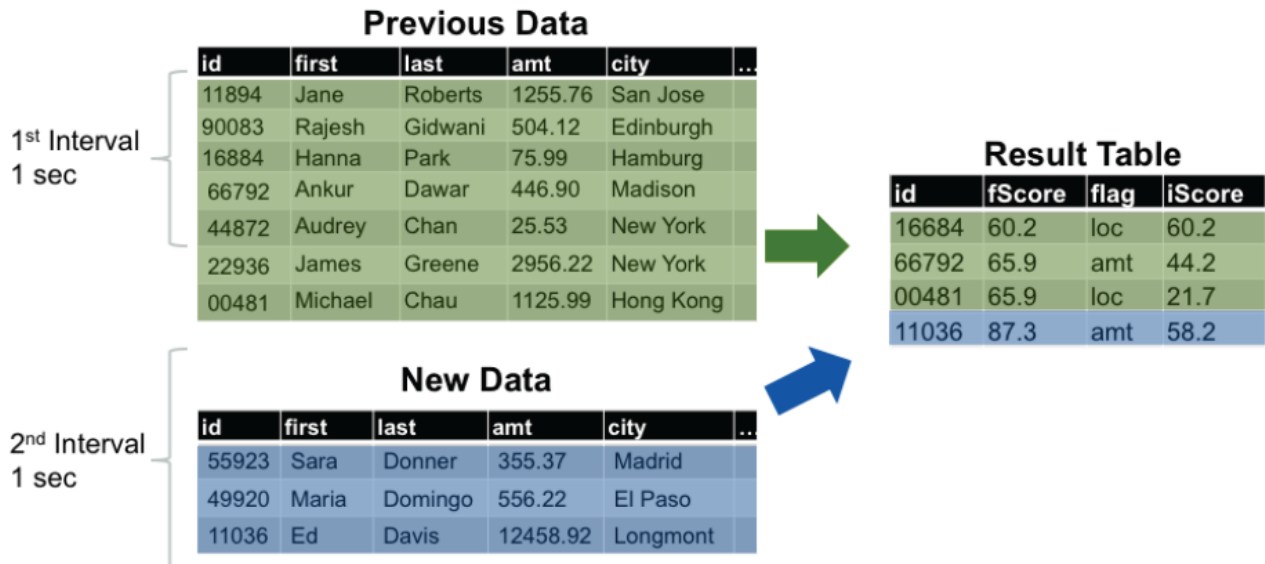 Previous Data
id first last amt city ...
11894 Jane Roberts 1255.76 San Jose
90083 Rajesh Gidwani 504.12 Edinburgh
16884 Hanna Park 75.99 Hamburg
66792 Ankur Dawar 446.90 Madison
44872 Audrey Chan 25.53 New York
22936 James Greene 2956.22 New York
00481 Michael Chau 1125.99 Hong Kong
1st Interval
1 sec
Result Table
id fScore flag iScore
16684 60.2 loc 60.2
66792 65.9 amt 44.2
00481 65.9 loc 21.7
11036 87.3 amt 58.2
New Data
id first last amt city ...
55923 Sara Donner 355.37 Madrid
49920 Maria Domingo 556.22 El Paso
11036 Ed Davis 12458.92 Longmont
2nd Interval
1 sec